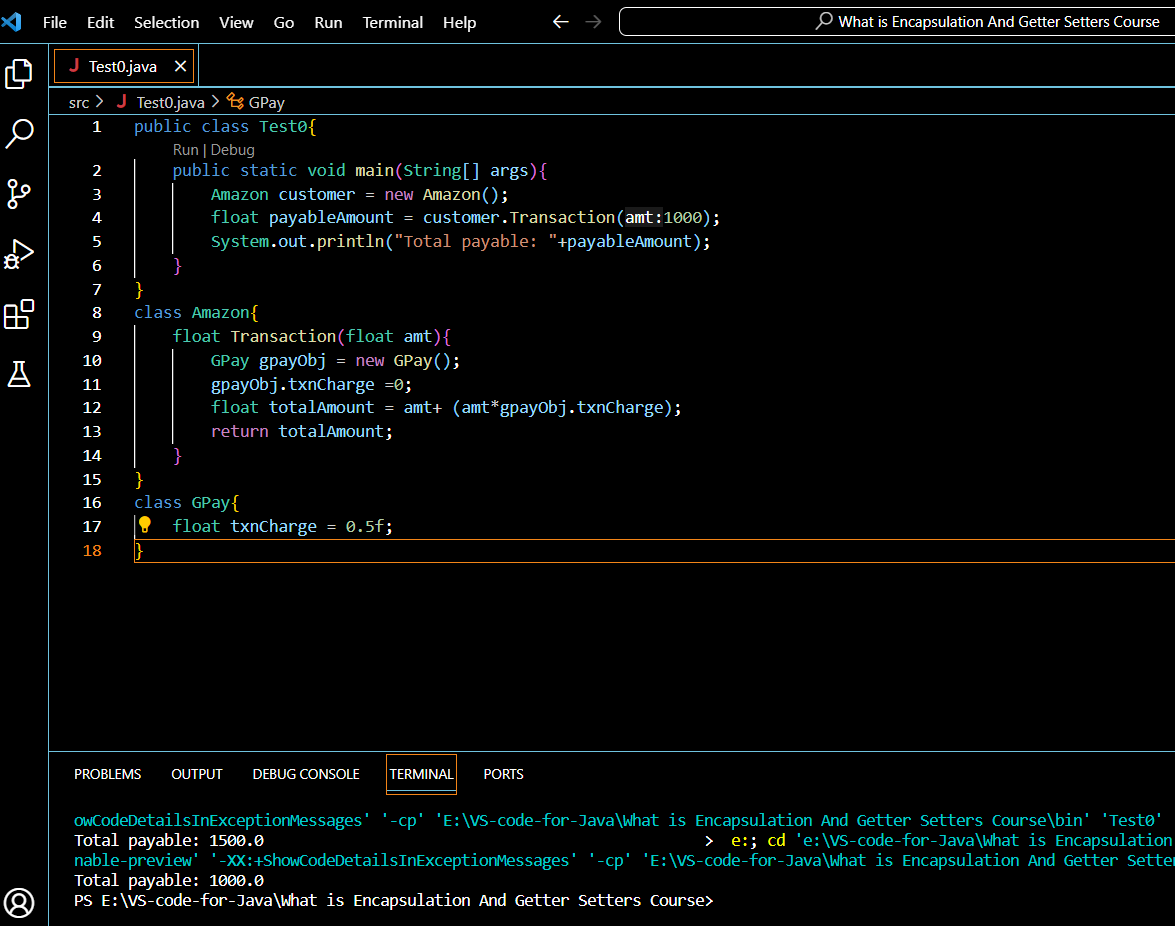 File Edit Selection View Go Run Terminal Help What is Encapsulation And Getter Setters Course
J Test0.java
src > J Test0.java > GPay
1 public class Test0{
Run | Debug
2 public static void main(String[] args){
3 Amazon customer = new Amazon();
4 float payableAmount = customer.Transaction(amt:1000);
5 System.out.println("Total payable: "+payableAmount);
6 }
7 }
8 class Amazon{
9 float Transaction(float amt){
10 GPay gpayObj = new GPay();
11 gpayObj.txnCharge =0;
12 float totalAmount = amt+ (amt*gpayObj.txnCharge);
13 return totalAmount;
14 }
15 }
16 class GPay{
17 float txnCharge = 0.5f;
18 }
PROBLEMS OUTPUT DEBUG CONSOLE TERMINAL PORTS
owCodeDetailsInExceptionMessages' '-cp' 'E:\VS-code-for-Java\What is Encapsulation And Getter Setters Course\bin' 'Test0'
Total payable: 1500.0 > e:; cd 'e:\VS-code-for-Java\What is Encapsulation
nable-preview' '-XX:+ShowCodeDetailsInExceptionMessages' '-cp' 'E:\VS-code-for-Java\What is Encapsulation And Getter Sette
Total payable: 1000.0
PS E:\VS-code-for-Java\What is Encapsulation And Getter Setters Course>